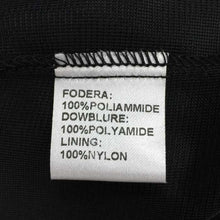 FODERA:
100%POLIAMMIDE
DOWBLURE:
100%POLYAMIDE
LINING:
100%NYLON